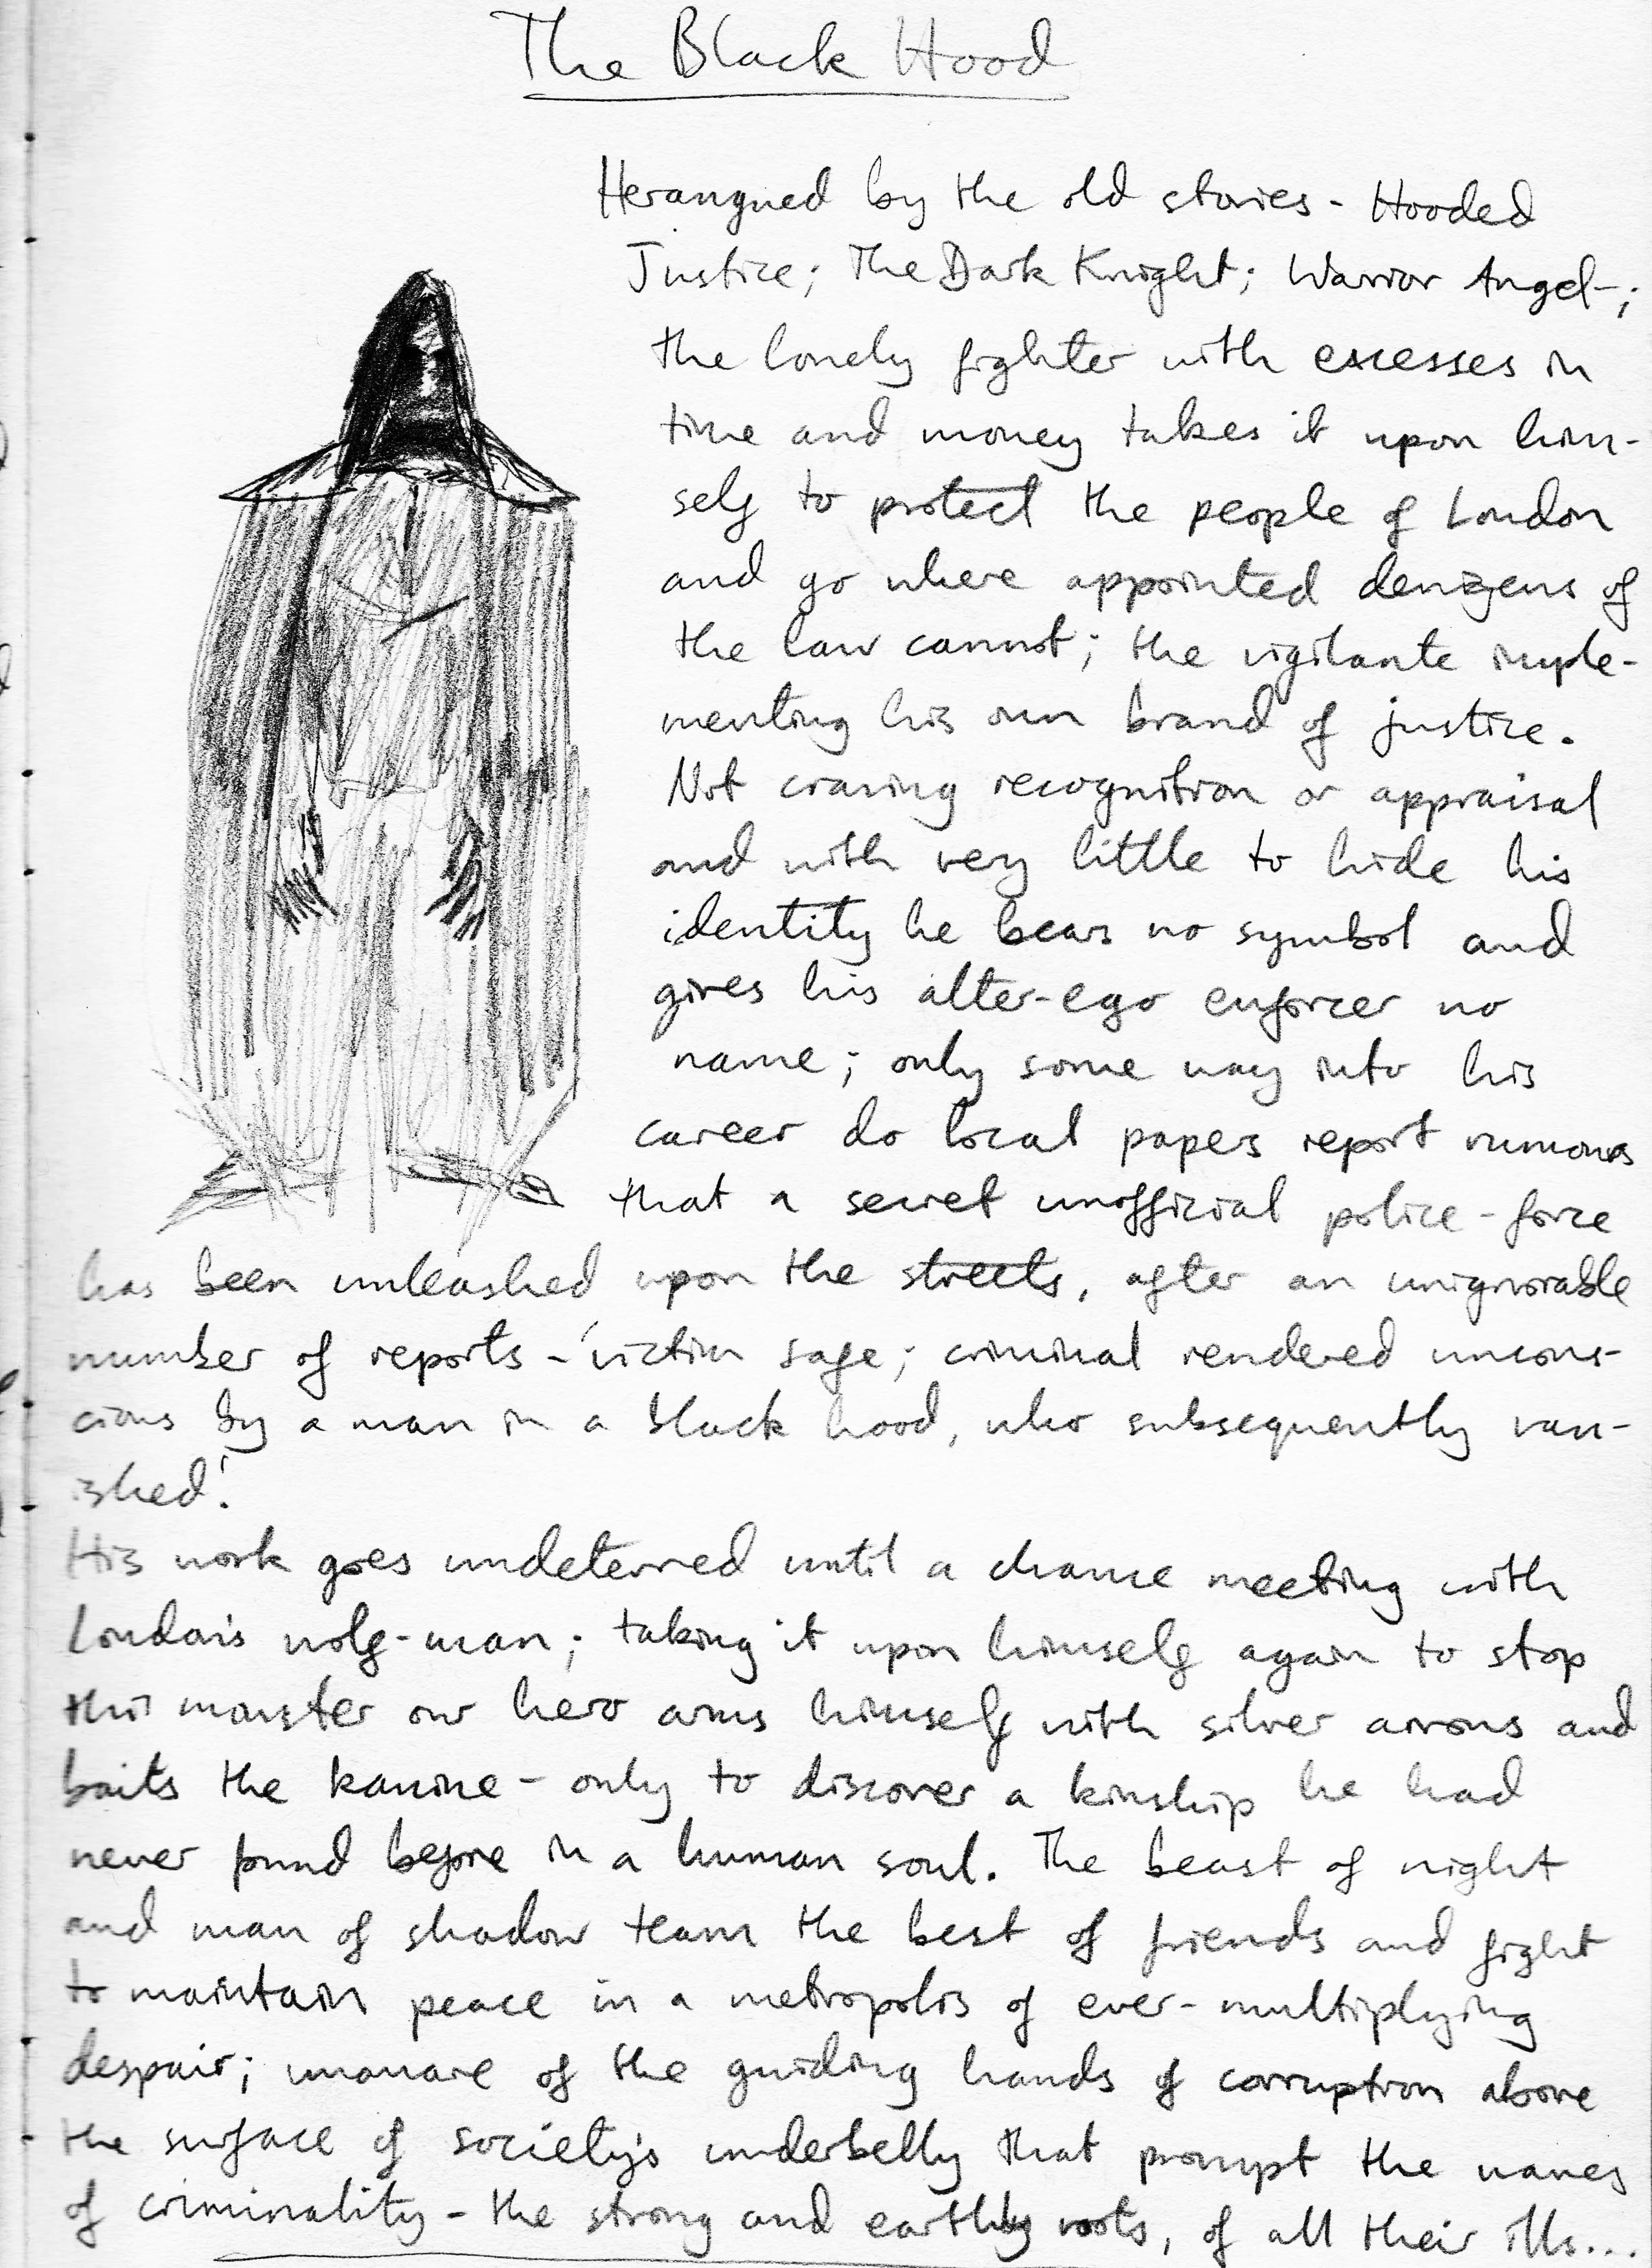 The Black Hood
Herangued by the old stories - Hooded
Justice; The Dark Knight; Warrior Angel-;
the lonely fighter with excesses in
time and money takes it upon him-
self to protect the people of London
and go where appointed denizens of
the law cannot; the vigilante imple-
menting his own brand of justice.
Not craving recognition or appraisal
and with very little to hide his
identity he bears no symbol and
gives his alter-ego enforcer no
name; only some way into his
career do local papers report rumours
that a secret unofficial police-force
has been unleashed upon the streets, after an unignorable
number of reports - 'victim safe; criminal rendered uncons-
cious by a man in a black hood, who subsequently van-
ished!'
His work goes undeterred until a chance meeting with
London's wolf-man; taking it upon himself again to stop
this monster our hero arms himself with silver arrows and
baits the kanine - only to discover a kinship he had
never found before in a human soul. The beast of night
and man of shadow team the best of friends and fight
to maintain peace in a metropolis of ever-multiplying
despair; unaware of the guiding hands of corruption above
the surface of society's underbelly that prompt the waves
of criminality - the strong and earthly roots, of all their ills...